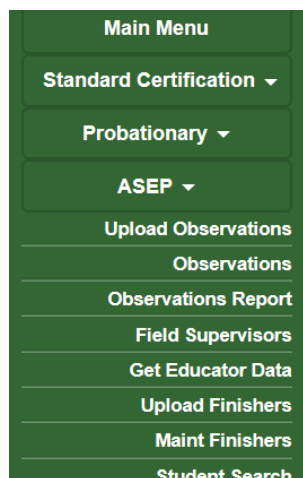 Main Menu
Standard Certification
Probationary
ASEP
Upload Observations
Observations
Observations Report
Field Supervisors
Get Educator Data
Upload Finishers
Maint Finishers
Student Search